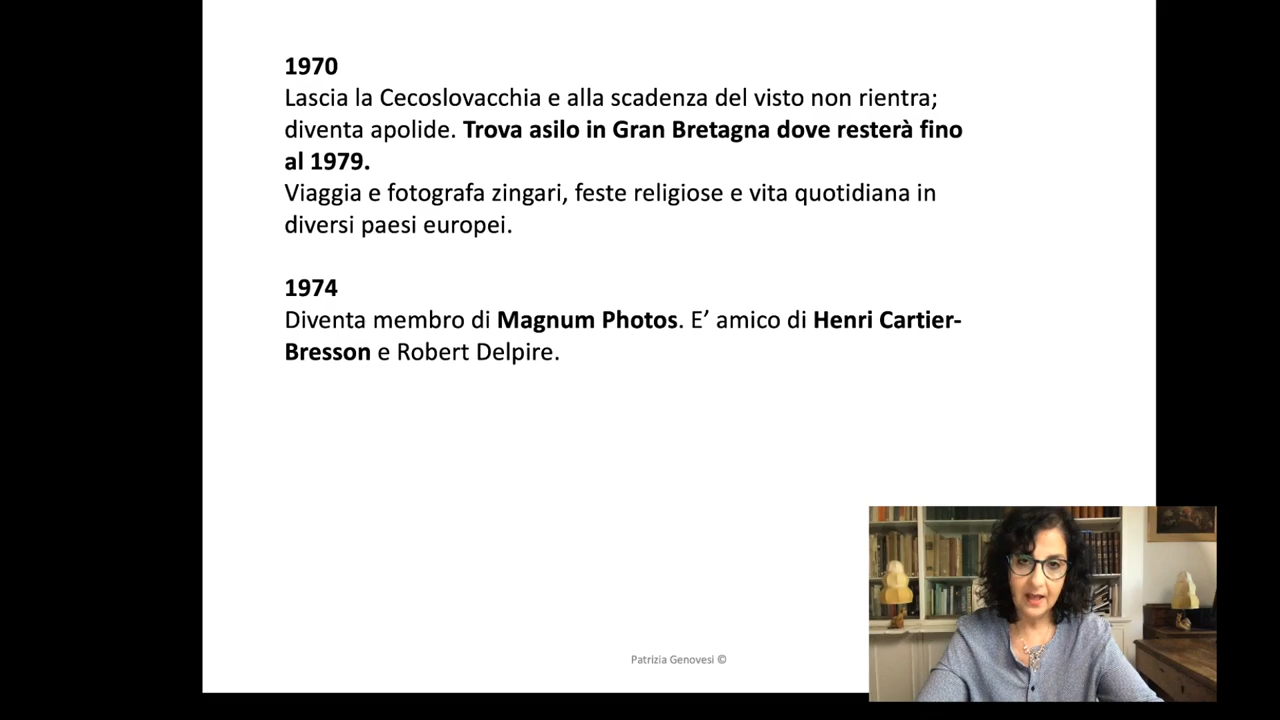 1970
Lascia la Cecoslovacchia e alla scadenza del visto non rientra;
diventa apolide. Trova asilo in Gran Bretagna dove resterà fino
al 1979.
Viaggia e fotografa zingari, feste religiose e vita quotidiana in
diversi paesi europei.
1974
Diventa membro di Magnum Photos. E’ amico di Henri Cartier-
Bresson e Robert Delpire.
Patrizia Genovesi ©